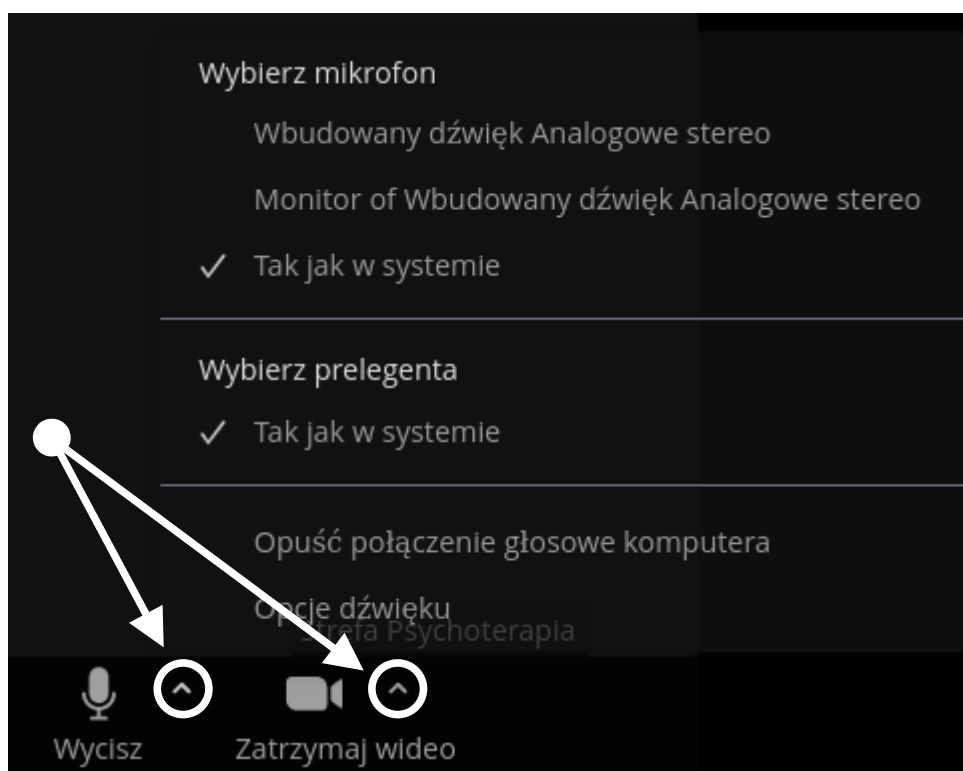 Wybierz mikrofon
Wbudowany dźwięk Analogowe stereo
Monitor of Wbudowany dźwięk Analogowe stereo
Tak jak w systemie
Wybierz prelegenta
Tak jak w systemie
Opuść połączenie głosowe komputera
Opcje dźwięku
Strefa Psychoterapia
Wycisz
Zatrzymaj wideo